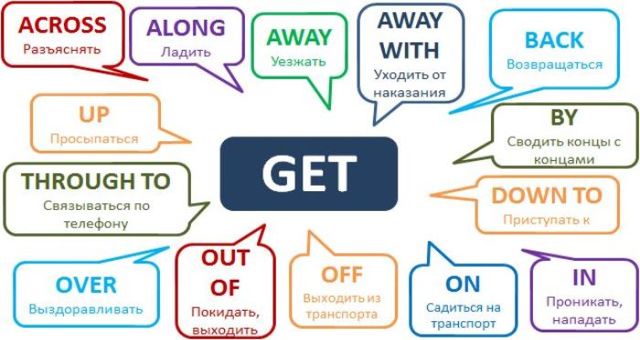 ACROSS
Разъяснять
ALONG
Ладить
AWAY
Уезжать
AWAY
WITH
Уходить от
наказания
BACK
Возвращаться
UP
Просыпаться
BY
Сводить концы с
концами
GET
THROUGH TO
Связываться по
телефону
DOWN TO
Приступать к
OVER
Выздоравливать
OUT
OF
Покидать,
выходить
OFF
Выходить из
транспорта
ON
Садиться на
транспорт
IN
Проникать,
нападать